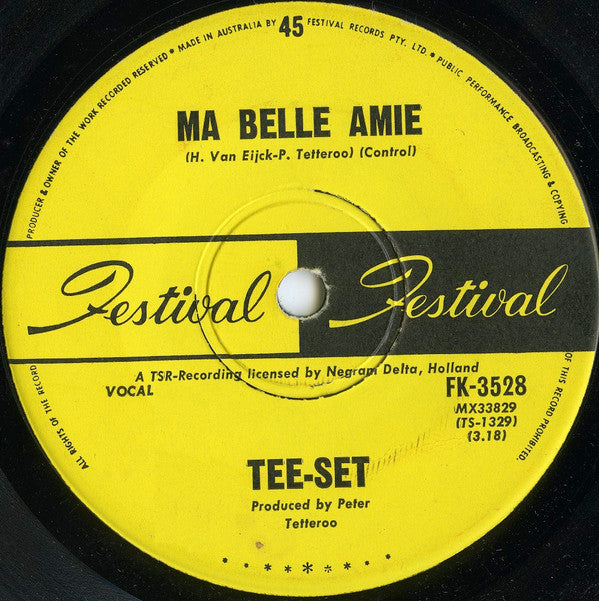 MADE IN AUSTRALIA BY 45 FESTIVAL RECORDS PTY. LTD. • PUBLIC PERFORMANCE BROADCASTING & COPYING
OF THIS RECORD PROHIBITED.
ALL RIGHTS OF THE RECORD
PRODUCER & OWNER OF THE WORK RECORDED RESERVED •
MA BELLE AMIE
(H. Van Eijck-P. Tetteroo) (Control)
Festival Festival
A TSR-Recording licensed by Negram Delta, Holland
VOCAL FK-3528
MX33829
(TS-1329)
(3.18)
TEE-SET
Produced by Peter
Tetteroo